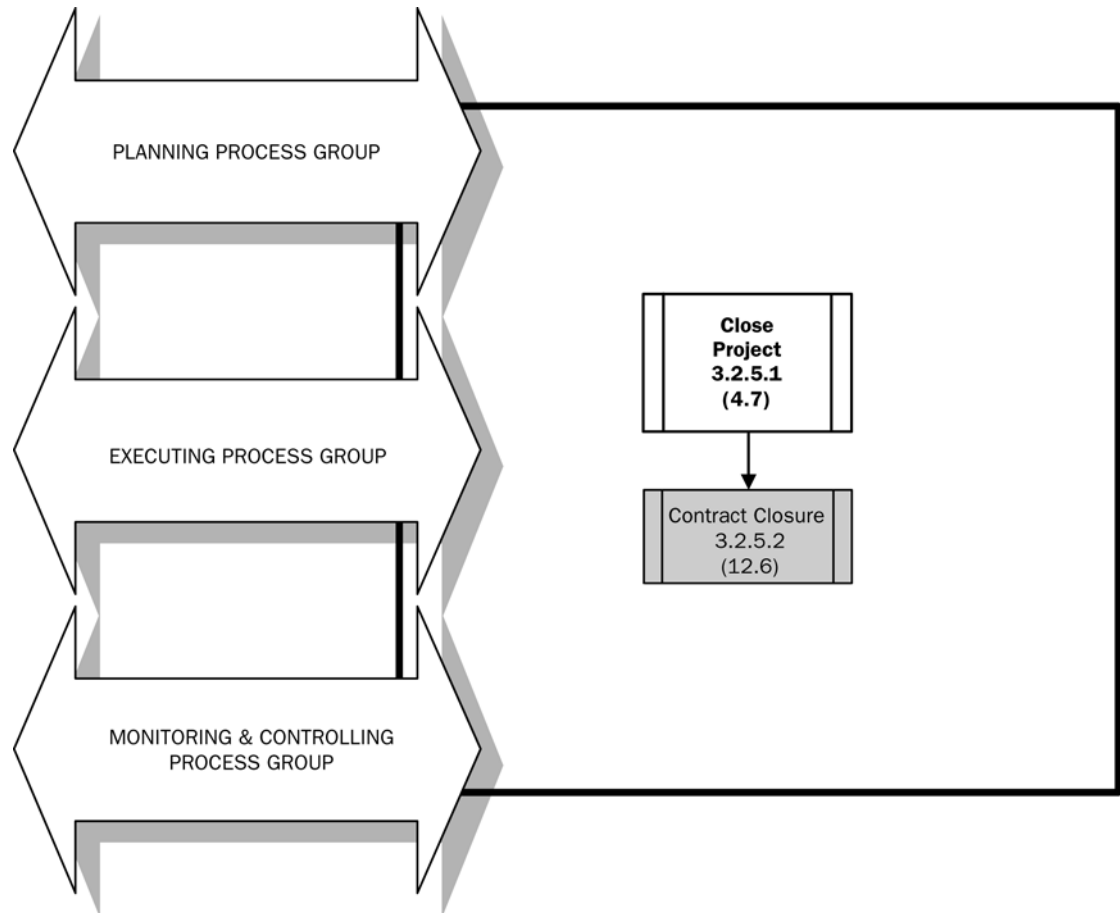 PLANNING PROCESS GROUP
Close
Project
3.2.5.1
(4.7)
EXECUTING PROCESS GROUP
Contract Closure
3.2.5.2
(12.6)
MONITORING & CONTROLLING
PROCESS GROUP